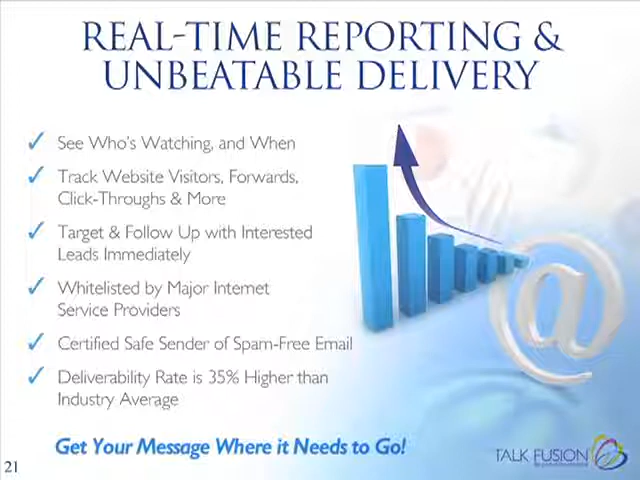 REAL-TIME REPORTING &
UNBEATABLE DELIVERY
✓ See Who's Watching, and When
✓ Track Website Visitors, Forwards,
Click-Throughs & More
✓ Target & Follow Up with Interested
Leads Immediately
✓ Whitelisted by Major Internet
Service Providers
✓ Certified Safe Sender of Spam-Free Email
✓ Deliverability Rate is 35% Higher than
Industry Average
@
Get Your Message Where it Needs to Go!
TALK FUSION
21